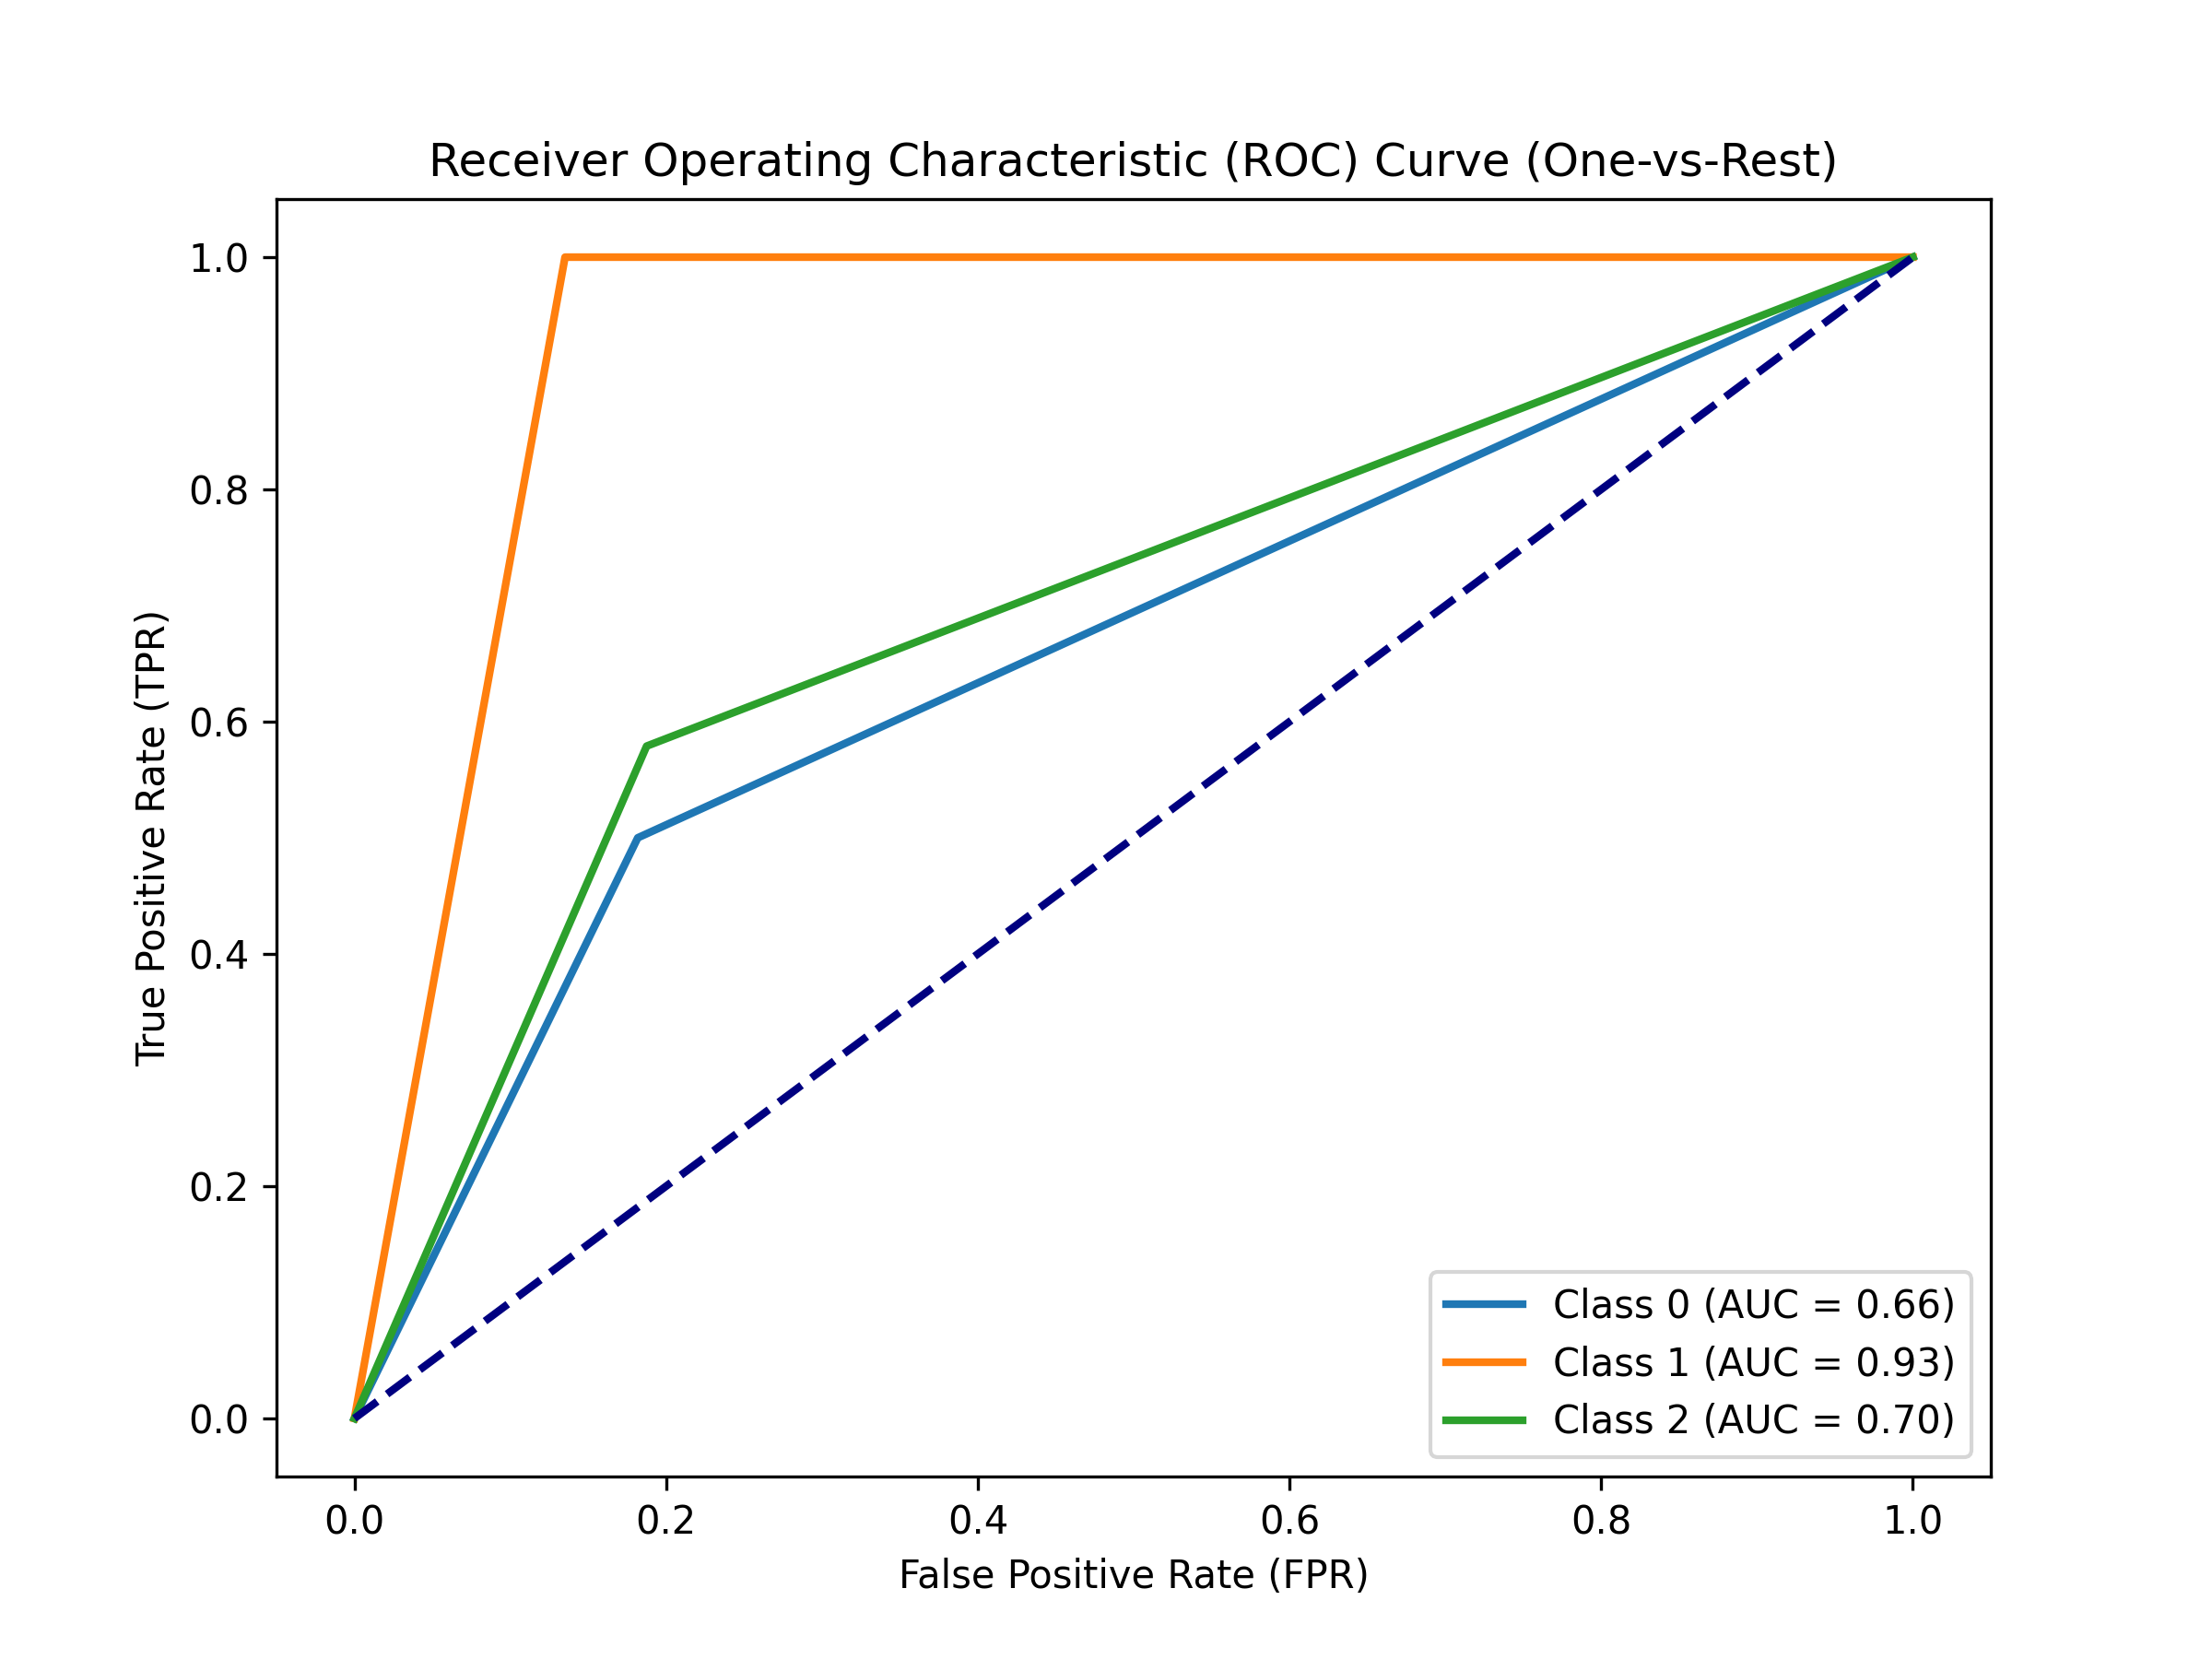 Receiver Operating Characteristic (ROC) Curve (One-vs-Rest)
True Positive Rate (TPR)
1.0
0.8
0.6
0.4
0.2
0.0
Class 0 (AUC = 0.66)
Class 1 (AUC = 0.93)
Class 2 (AUC = 0.70)
0.0 0.2 0.4 0.6 0.8 1.0
False Positive Rate (FPR)